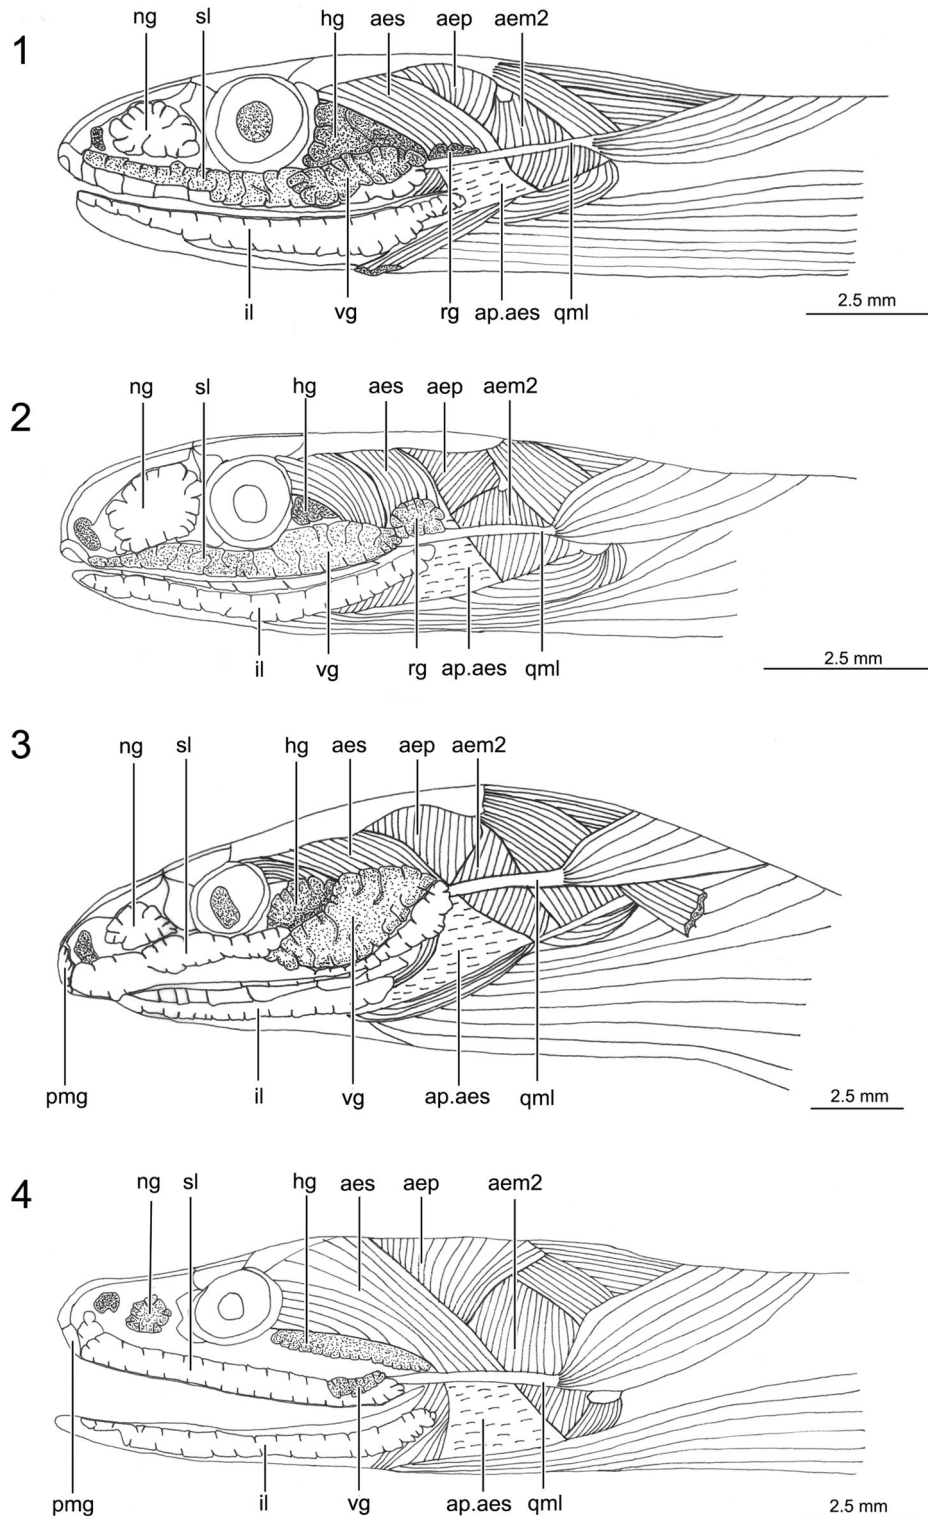 1
ng sl hg aes aep aem2
il vg rg ap.aes qml
2.5 mm
2
ng sl hg aes aep aem2
il vg rg ap.aes qml
2.5 mm
3
ng sl hg aes aep aem2
pmg il vg ap.aes qml
2.5 mm
4
ng sl hg aes aep aem2
pmg il vg ap.aes qml
2.5 mm